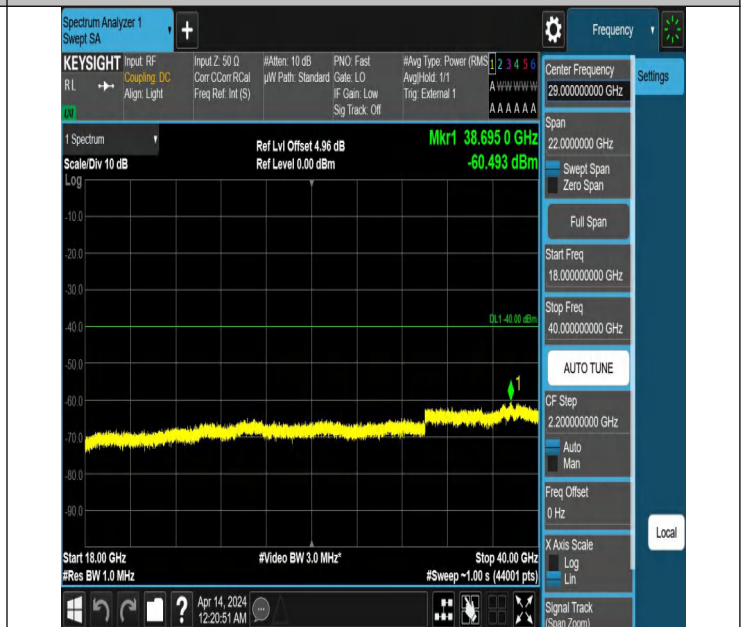 Spectrum Analyzer 1
Swept SA
+
Frequency
KEYSIGHT
RL
Input: RF
Coupling: DC
Align: Light
Input Z: 50 Ω
Corr CCorr RCal
Freq Ref: Int (S)
#Atten: 10 dB
µW Path: Standard
PNO: Fast
Gate: LO
IF Gain: Low
Sig Track: Off
#Avg Type: Power (RMS
Avg|Hold: 1/1
Trig: External 1
1 2 3 4 5 6
A W W W W W
A A A A A A
Center Frequency
29.000000000 GHz
Settings
Span
22.0000000 GHz
Swept Span
Zero Span
Full Span
Start Freq
18.000000000 GHz
Stop Freq
40.000000000 GHz
AUTO TUNE
CF Step
2.200000000 GHz
Auto
Man
Freq Offset
0 Hz
X Axis Scale
Log
Lin
Local
Signal Track
(Span Zoom)
1 Spectrum
Scale/Div 10 dB
Log
Ref Lvl Offset 4.96 dB
Ref Level 0.00 dBm
Mkr1 38.695 0 GHz
-60.493 dBm
-10.0
-20.0
-30.0
-40.0
-50.0
-60.0
-70.0
-80.0
-90.0
DL1 -40.00 dBm
1
Start 18.00 GHz
#Res BW 1.0 MHz
#Video BW 3.0 MHz*
Stop 40.00 GHz
#Sweep ~1.00 s (44001 pts)
?
Apr 14, 2024
12:20:51 AM